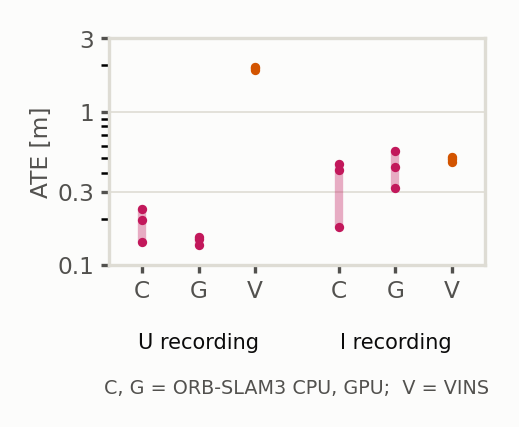 3
1
0.3
0.1
ATE [m]
C G V C G V
U recording I recording
C, G = ORB-SLAM3 CPU, GPU; V = VINS